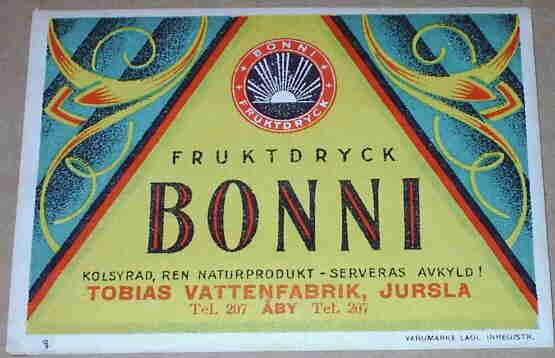 BONNI
FRUKTDRYCK
FRUKTDRYCK
BONNI
KOLSYRAD, REN NATURPRODUKT - SERVERAS AVKYLD!
TOBIAS VATTENFABRIK, JURSLA
Tel. 207 ÅBY Tel. 207
8. VARUMÄRKE LAGL. INREGISTR.